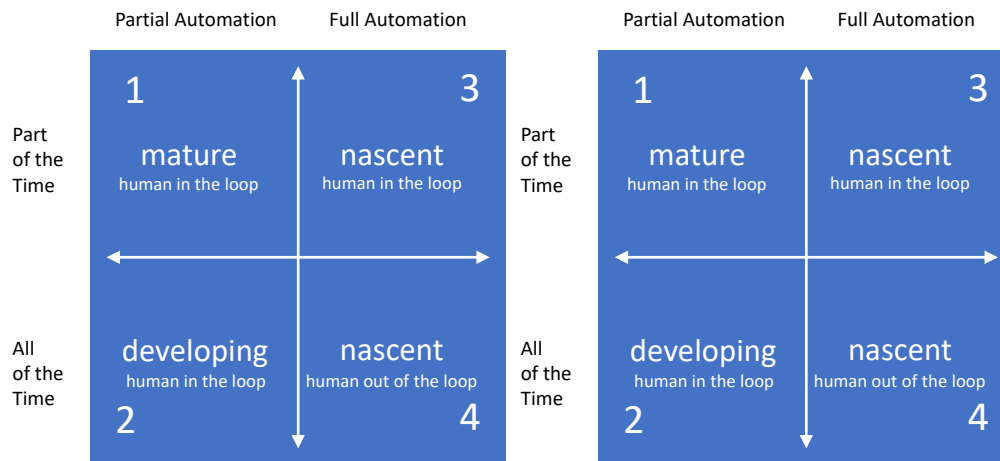 Partial Automation Full Automation
1 3
Part
of the
Time
mature nascent
human in the loop human in the loop
All
of the
Time
developing nascent
human in the loop human out of the loop
2 4
Partial Automation Full Automation
1 3
Part
of the
Time
mature nascent
human in the loop human in the loop
All
of the
Time
developing nascent
human in the loop human out of the loop
2 4